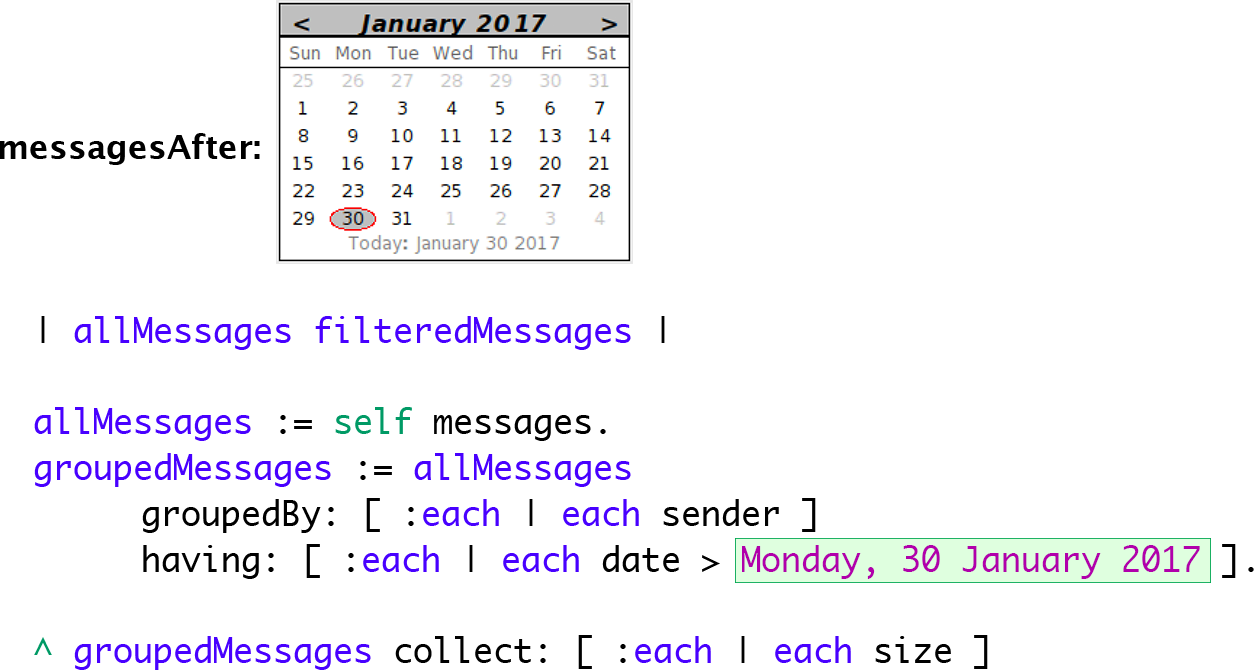 < January 2017 >
Sun Mon Tue Wed Thu Fri Sat
25 26 27 28 29 30 31
1 2 3 4 5 6 7
messagesAfter:
8 9 10 11 12 13 14
15 16 17 18 19 20 21
22 23 24 25 26 27 28
29 30 31 1 2 3 4
Today: January 30 2017
| allMessages filteredMessages |
allMessages := self messages.
groupedMessages := allMessages
groupedBy: [ :each | each sender ]
having: [ :each | each date > Monday, 30 January 2017 ].
^ groupedMessages collect: [ :each | each size ]